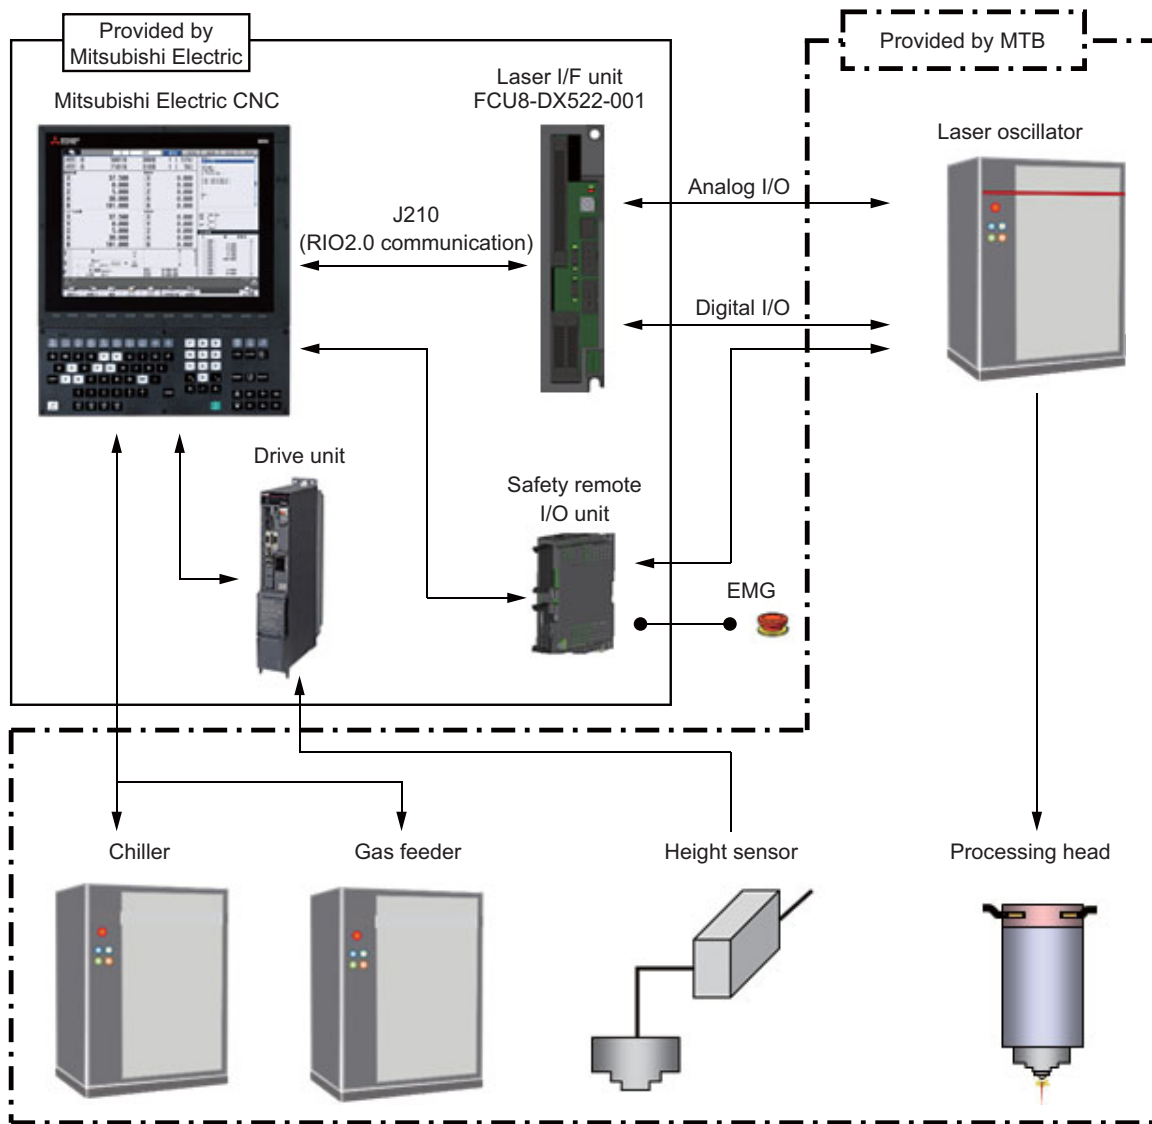 Provided by
Mitsubishi Electric
Provided by MTB
Mitsubishi Electric CNC
Laser I/F unit
FCU8-DX522-001
Laser oscillator
Analog I/O
J210
(RIO2.0 communication)
Digital I/O
Drive unit
Safety remote
I/O unit
EMG
Chiller
Gas feeder
Height sensor
Processing head